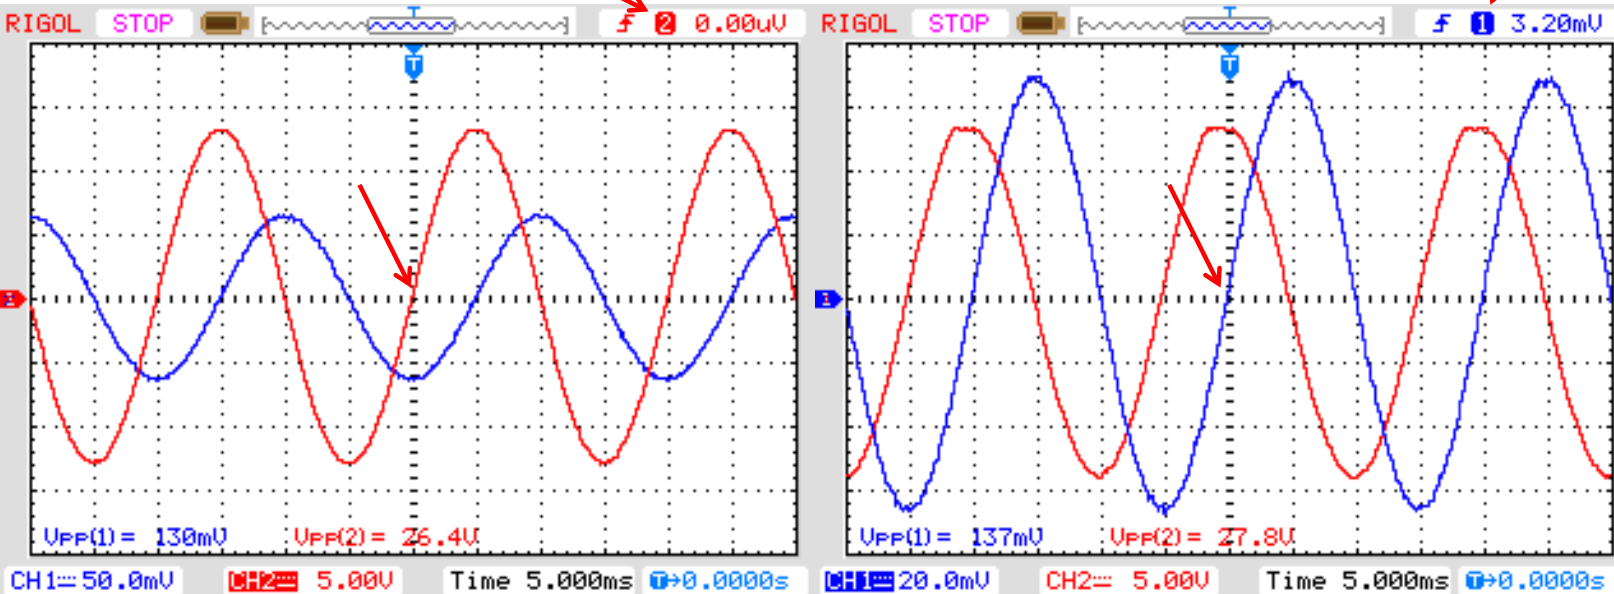 RIGOL STOP T 2 0.00uV
T
Vpp(1)= 130mV Vpp(2)= 26.4V
CH1 50.0mV CH2 5.00V Time 5.000ms T→0.0000s
RIGOL STOP T 1 3.20mV
T
1
Vpp(1)= 137mV Vpp(2)= 27.8V
CH1 20.0mV CH2 5.00V Time 5.000ms T→0.0000s